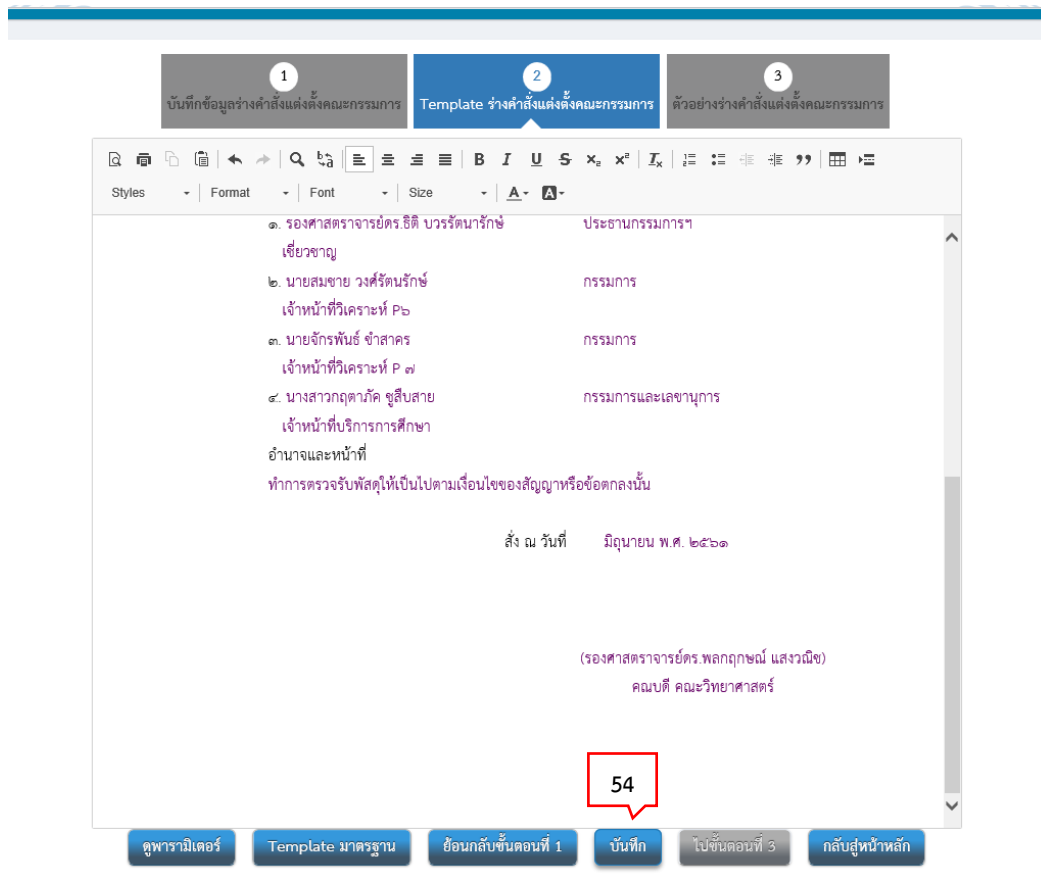 1
บันทึกข้อมูลร่างคำสั่งแต่งตั้งคณะกรรมการ
2
Template ร่างคำสั่งแต่งตั้งคณะกรรมการ
3
ตัวอย่างร่างคำสั่งแต่งตั้งคณะกรรมการ
Styles Format Font Size
๑. รองศาสตราจารย์ดร.ธิติ บวรรัตนารักษ์ ประธานกรรมการฯ
เชี่ยวชาญ
๒. นายสมชาย วงศ์รัตนรักษ์ กรรมการ
เจ้าหน้าที่วิเคราะห์ P๖
๓. นายจักรพันธ์ ขำสาคร กรรมการ
เจ้าหน้าที่วิเคราะห์ P ๗
๔. นางสาวกฤตาภัค ชูสืบสาย กรรมการและเลขานุการ
เจ้าหน้าที่บริการการศึกษา
อำนาจและหน้าที่
ทำการตรวจรับพัสดุให้เป็นไปตามเงื่อนไขของสัญญาหรือข้อตกลงนั้น
สั่ง ณ วันที่ มิถุนายน พ.ศ. ๒๕๖๑
(รองศาสตราจารย์ดร.พลกฤกษณ์ แสงวณิช)
คณบดี คณะวิทยาศาสตร์
54
ดูพารามิเตอร์ Template มาตรฐาน ย้อนกลับขั้นตอนที่ 1 บันทึก ไปขั้นตอนที่ 3 กลับสู่หน้าหลัก